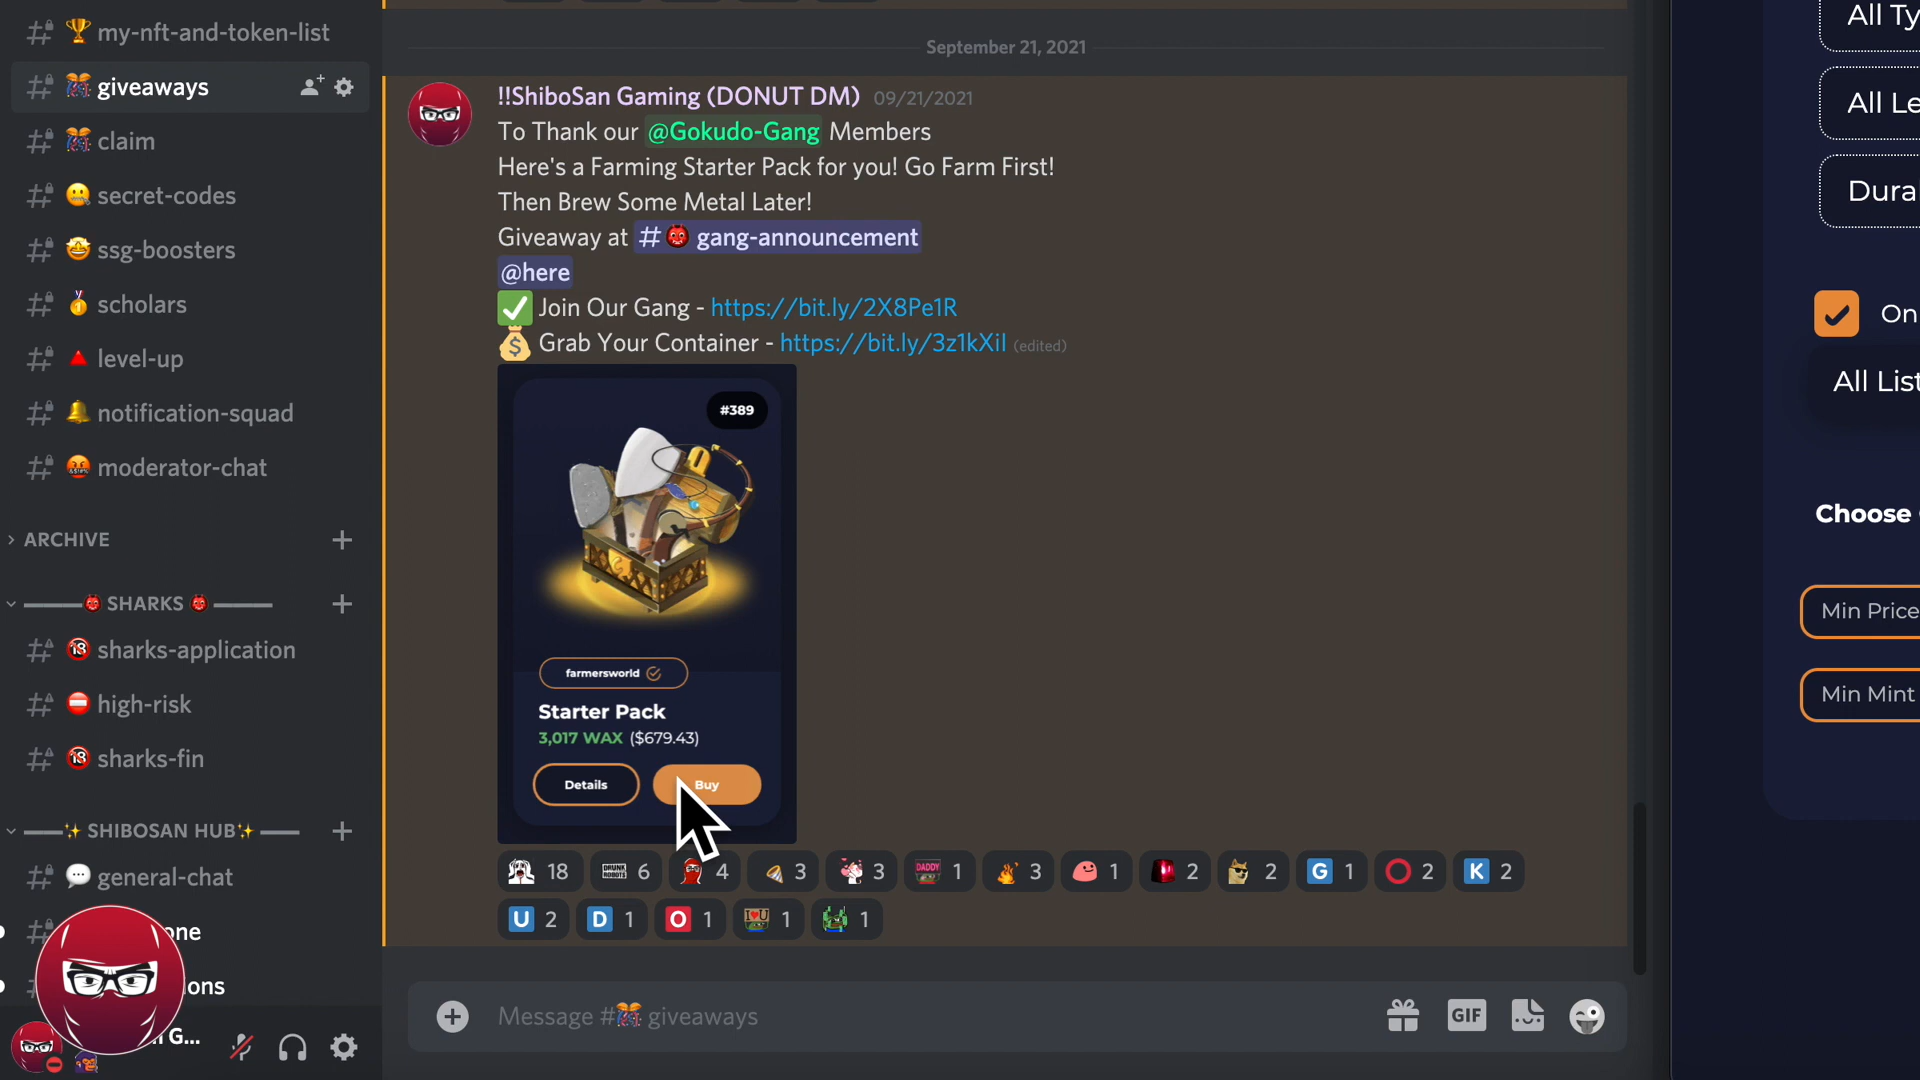 my-nft-and-token-list
giveaways
claim
secret-codes
ssg-boosters
scholars
level-up
notification-squad
moderator-chat
ARCHIVE
SHARKS
sharks-application
high-risk
sharks-fin
SHIBOSAN HUB
general-chat
one
ons
G...
September 21, 2021
!!ShiboSan Gaming (DONUT DM) 09/21/2021
To Thank our @Gokudo-Gang Members
Here's a Farming Starter Pack for you! Go Farm First!
Then Brew Some Metal Later!
Giveaway at # gang-announcement
@here
Join Our Gang - https://bit.ly/2X8Pe1R
Grab Your Container - https://bit.ly/3z1kXiI (edited)
#389
farmersworld
Starter Pack
3,017 WAX ($679.43)
Details Buy
18 6 4 3 3 DADDY 1 3 1 2 2 G 1 2 K 2
U 2 D 1 O 1 1 1
Message # giveaways
GIF
All Ty
All Le
Dura
On
All List
Choose
Min Price
Min Mint